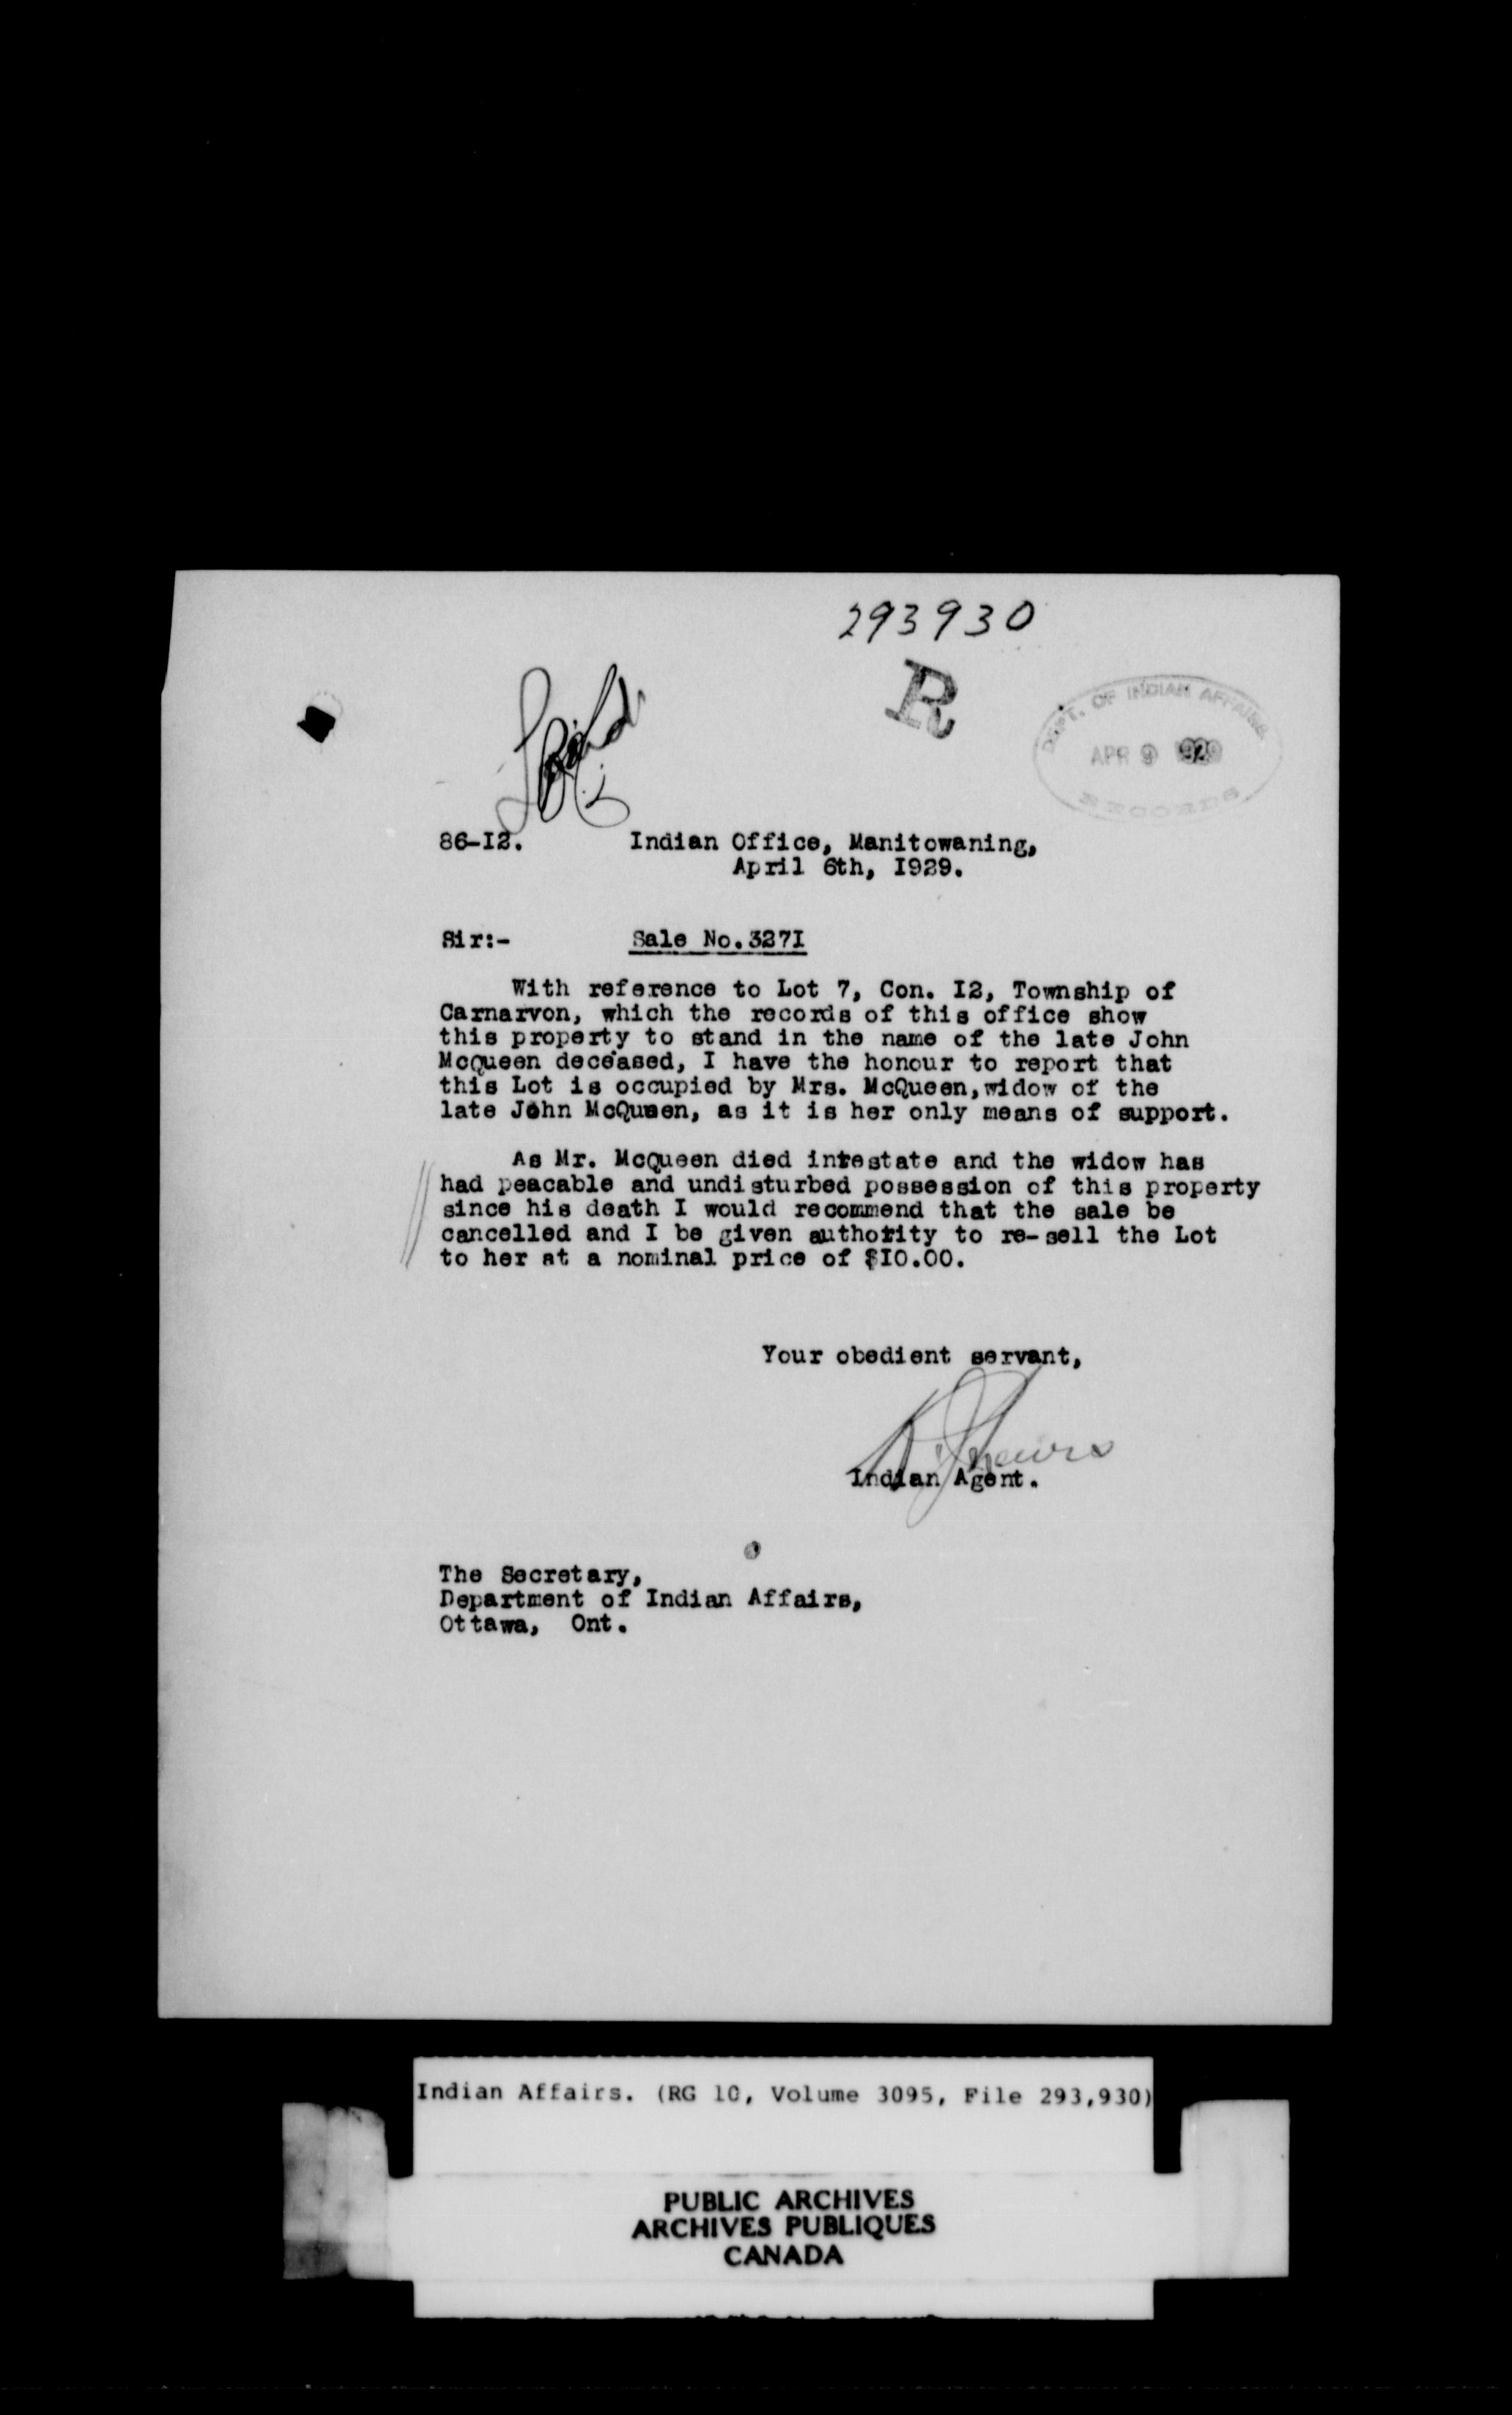 293930
R
DEPT. OF INDIAN AFFAIRS
APR 9 1929
RECORDS
86-I2. Indian Office, Manitowaning,
April 6th, I929.
Sir:- Sale No.327I
With reference to Lot 7, Con. I2, Township of
Carnarvon, which the records of this office show
this property to stand in the name of the late John
McQueen deceased, I have the honour to report that
this Lot is occupied by Mrs. McQueen,widow of the
late John McQueen, as it is her only means of support.
As Mr. McQueen died intestate and the widow has
had peacable and undisturbed possession of this property
since his death I would recommend that the sale be
cancelled and I be given authority to re-sell the Lot
to her at a nominal price of $I0.00.
Your obedient servant,
Indian Agent.
The Secretary,
Department of Indian Affairs,
Ottawa, Ont.
Indian Affairs. (RG 10, Volume 3095, File 293,930)
PUBLIC ARCHIVES
ARCHIVES PUBLIQUES
CANADA